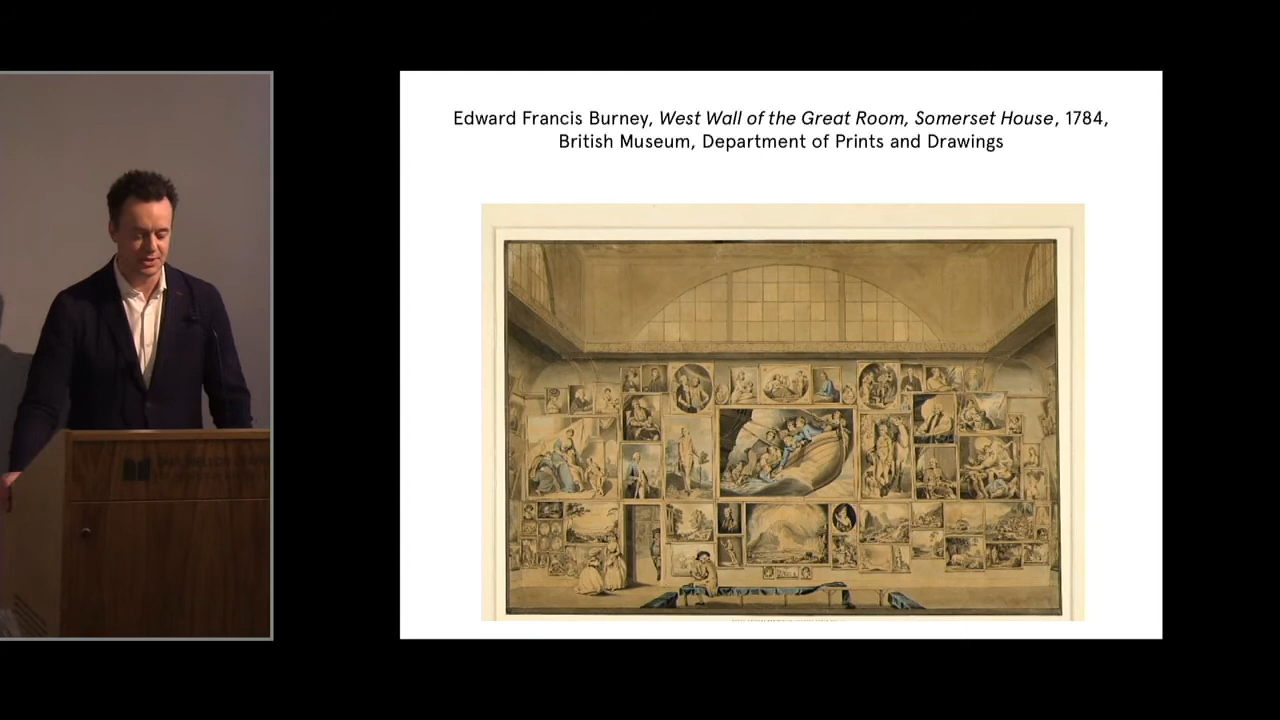 Edward Francis Burney, West Wall of the Great Room, Somerset House, 1784,
British Museum, Department of Prints and Drawings